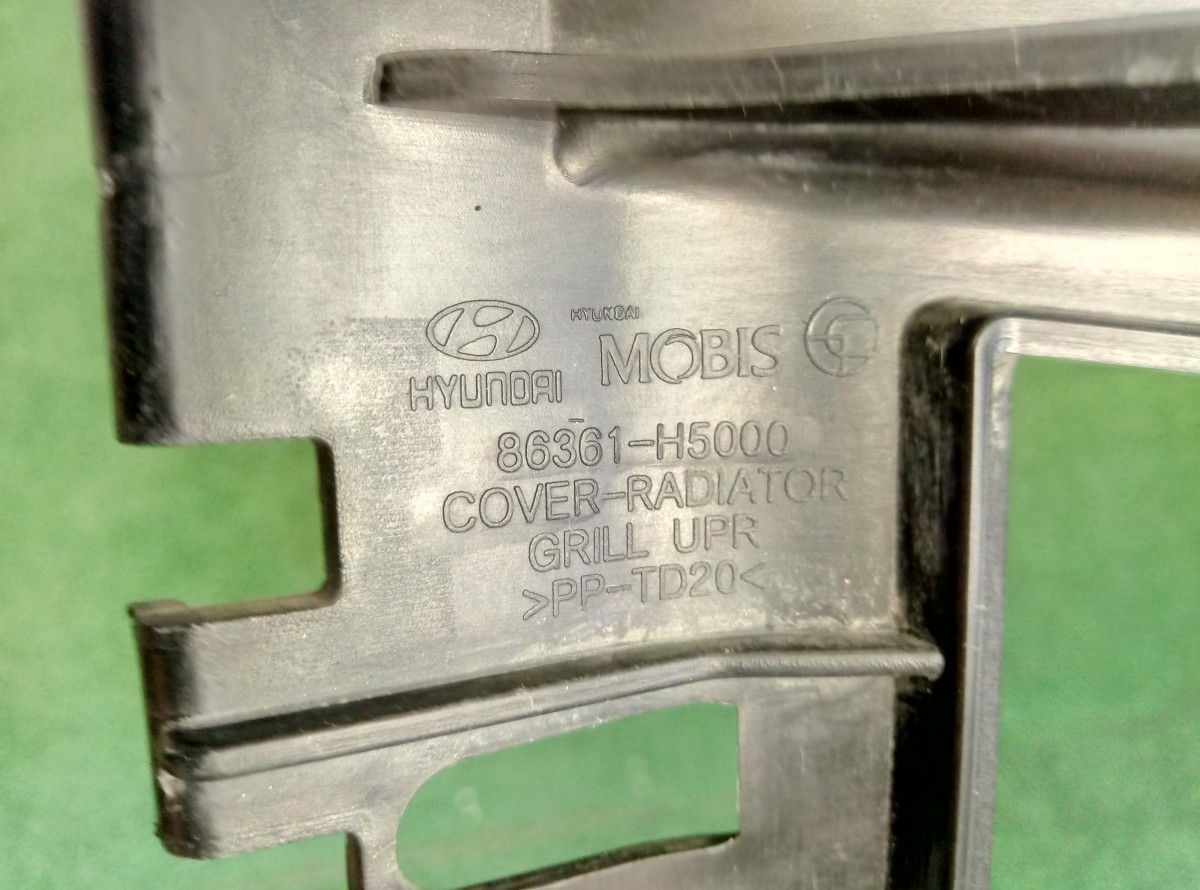 HYUNDAI
HYUNDAI
MOBIS
86361-H5000
COVER-RADIATOR
GRILL UPR
>PP-TD20<